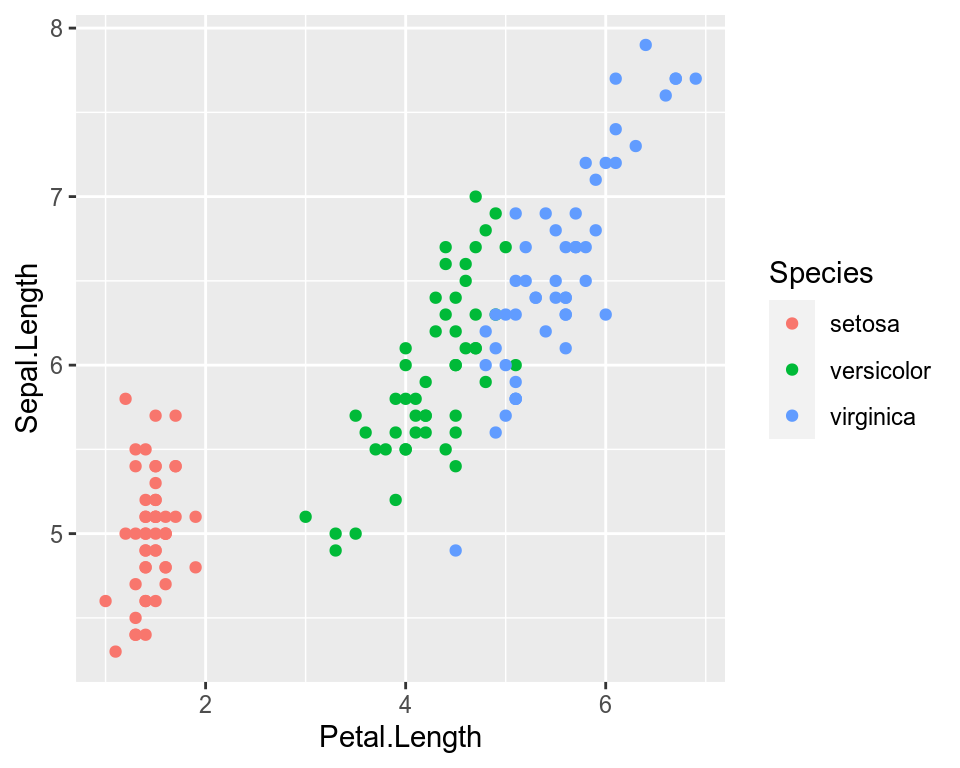 8
7
6
5
Sepal.Length
2 4 6
Petal.Length
Species
setosa
versicolor
virginica